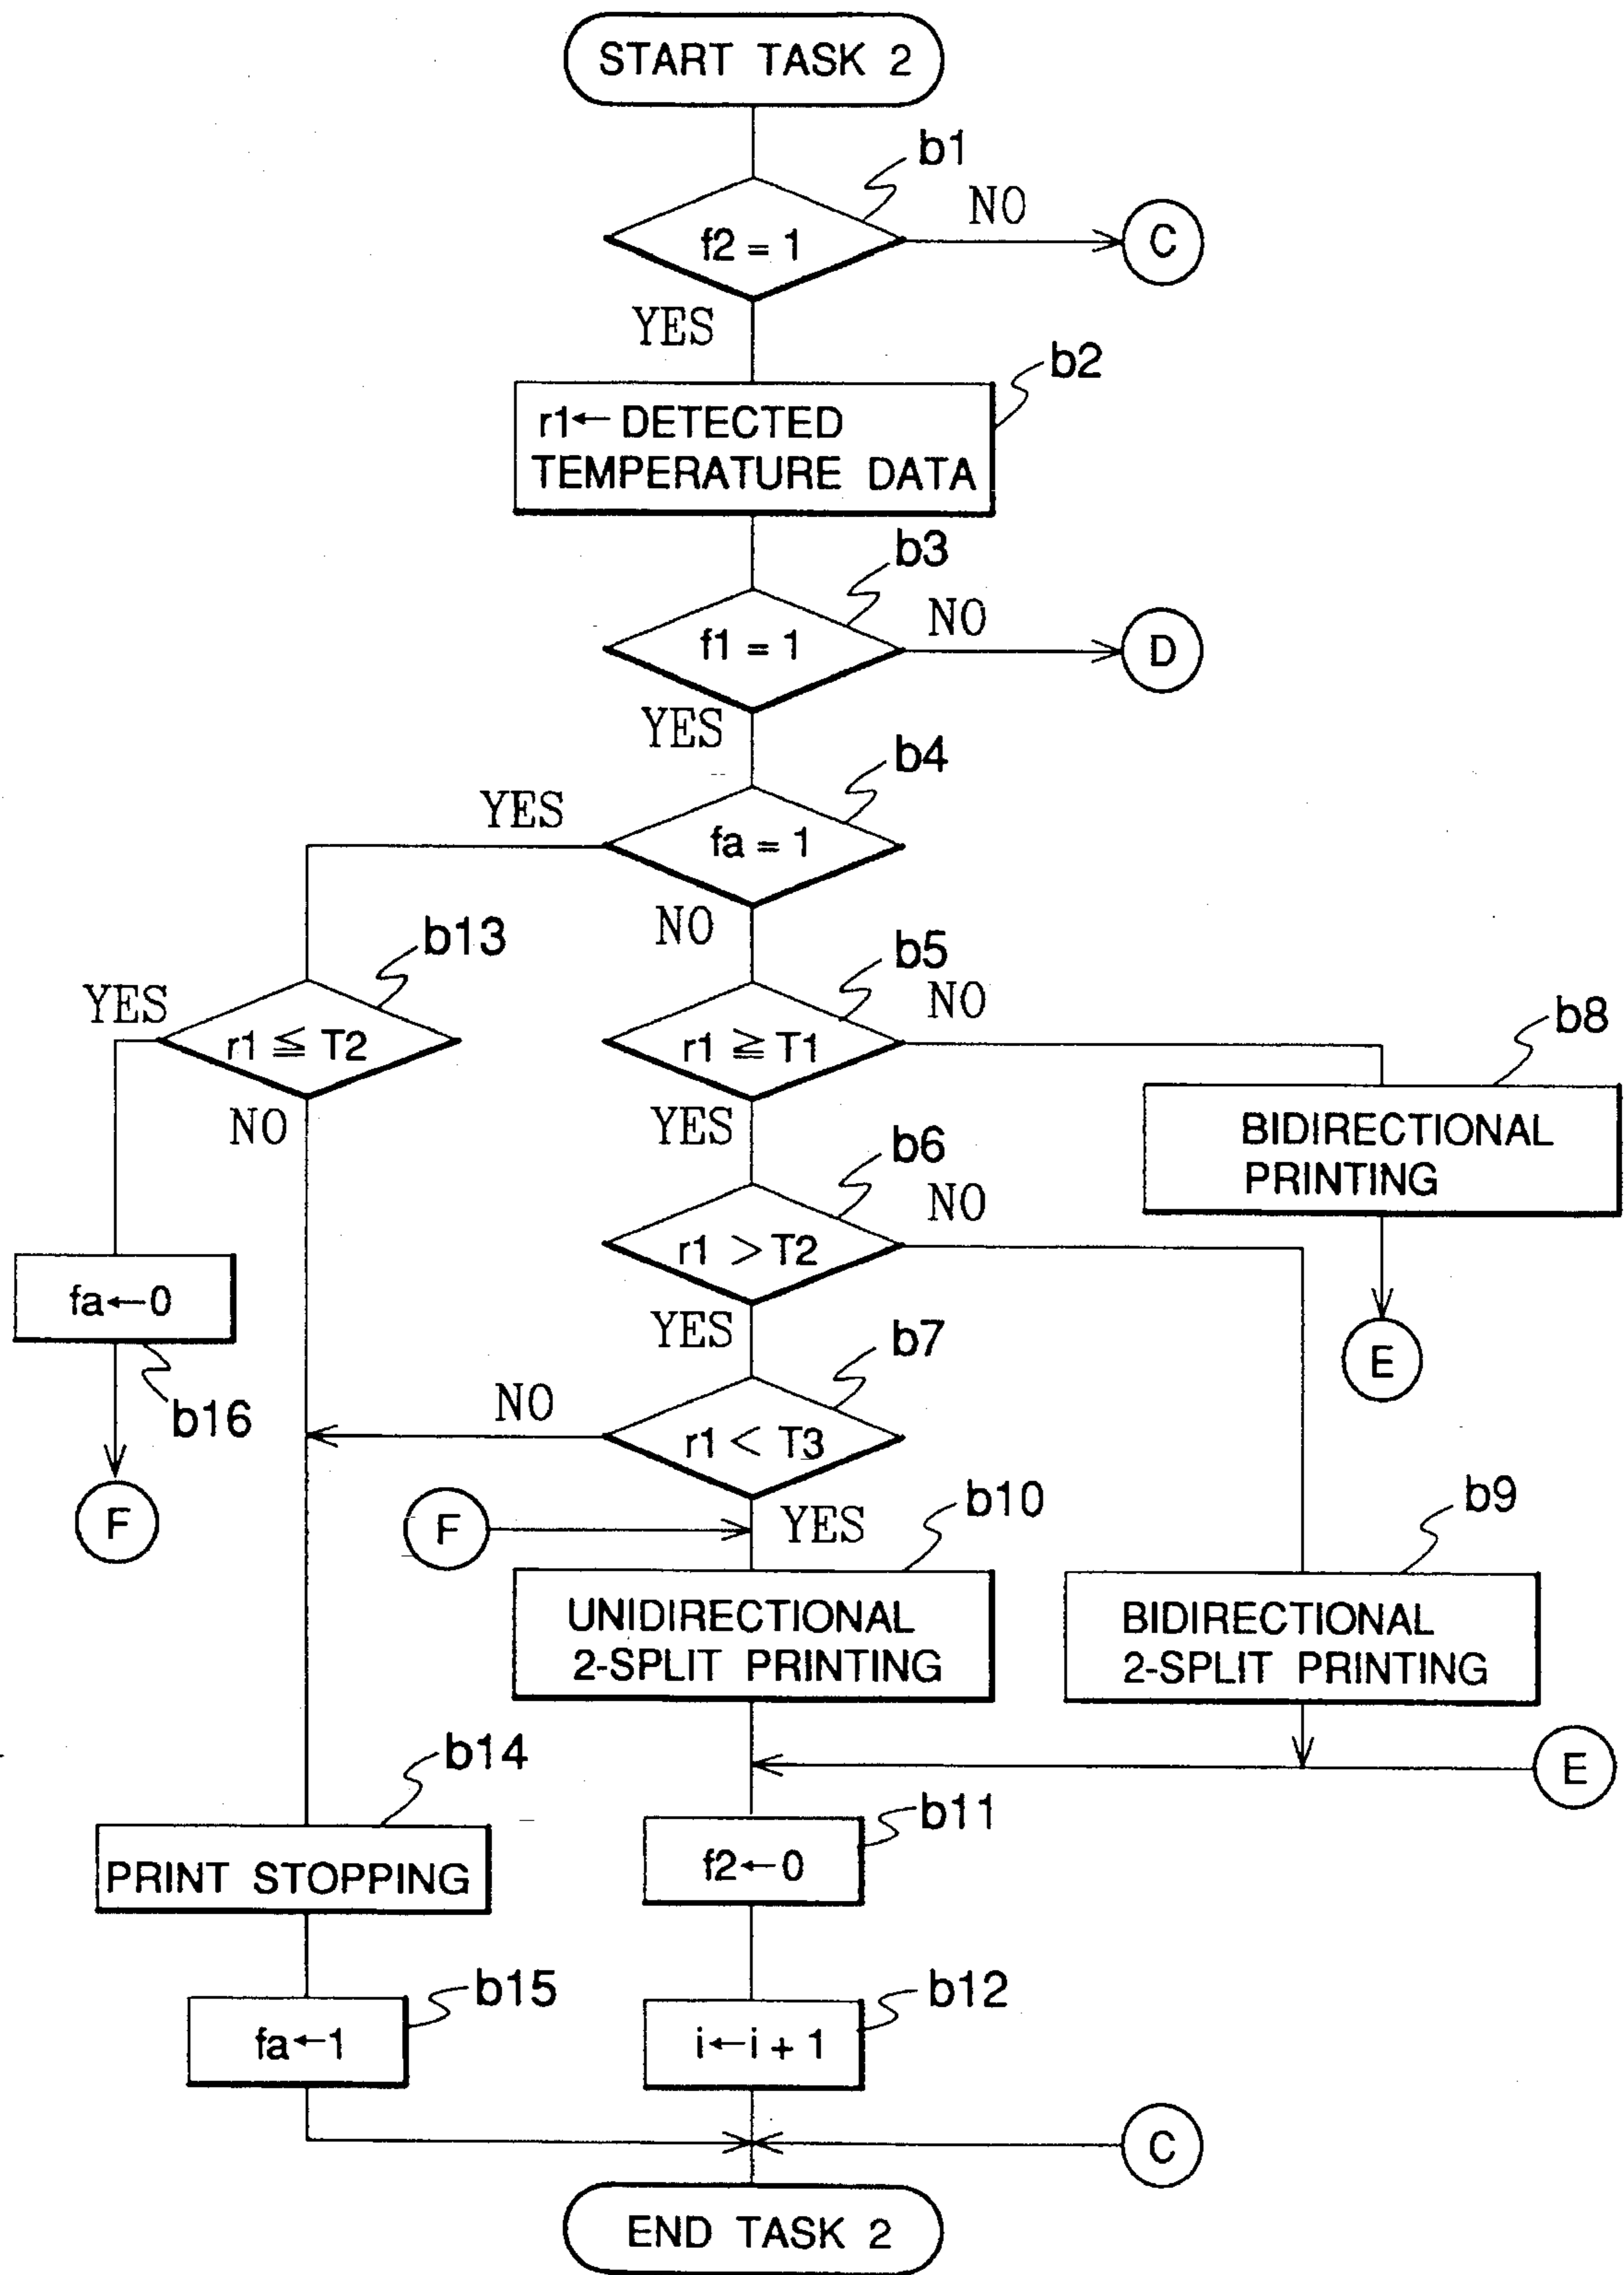 START TASK 2
b1
NO
f2 = 1
C
YES
b2
r1← DETECTED
TEMPERATURE DATA
b3
NO
f1 = 1
D
YES
b4
YES
fa = 1
NO
b13
b5
YES
NO
r1 ≦ T2
r1 ≧ T1
b8
NO
YES
BIDIRECTIONAL
PRINTING
b6
NO
r1 > T2
fa←0
YES
b7
E
b16
NO
r1 < T3
F
F
YES
b10
b9
UNIDIRECTIONAL
2-SPLIT PRINTING
BIDIRECTIONAL
2-SPLIT PRINTING
b14
E
b11
PRINT STOPPING
f2←0
b15
b12
fa←1
i←i + 1
C
END TASK 2